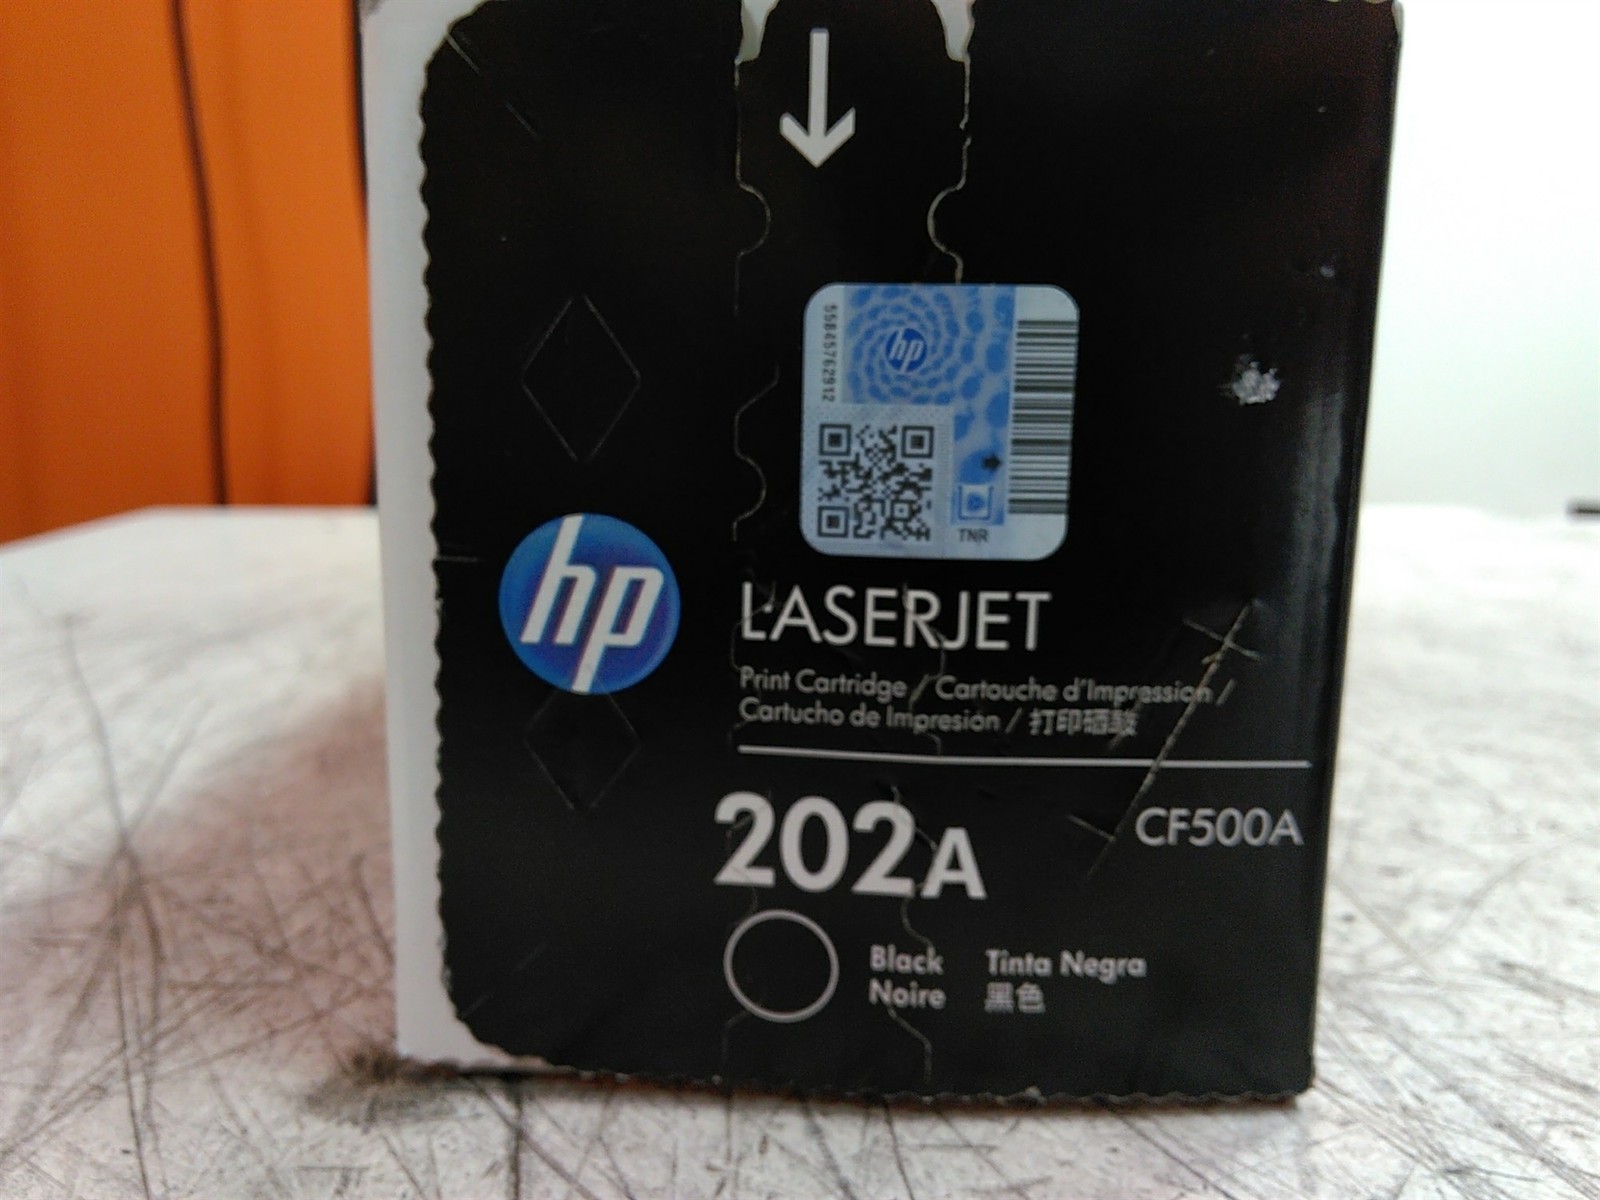 55845762912
hp
TNR
hp
LASERJET
Print Cartridge / Cartouche d'Impression /
Cartucho de Impresión / 打印硒鼓
202A
CF500A
Black Tinta Negra
Noire 黑色